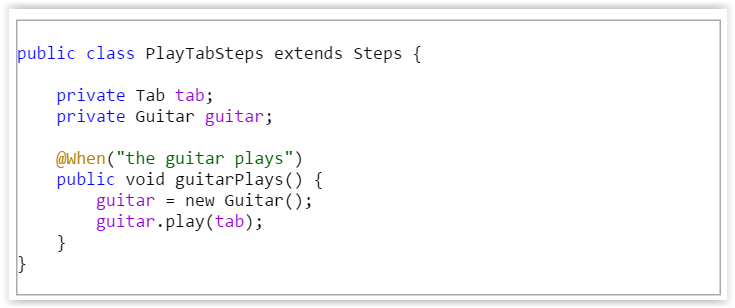 public class PlayTabSteps extends Steps {
    private Tab tab;
    private Guitar guitar;
    @When("the guitar plays")
    public void guitarPlays() {
        guitar = new Guitar();
        guitar.play(tab);
    }
}